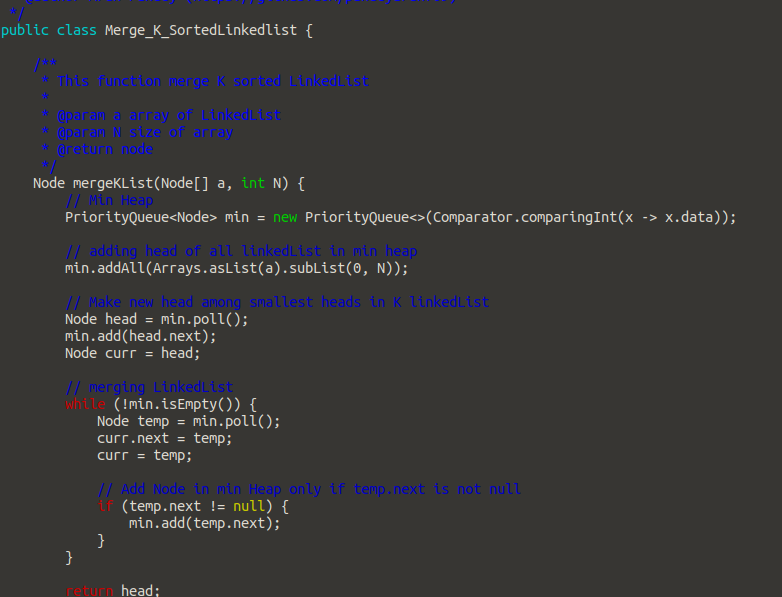 */
public class Merge_K_SortedLinkedlist {
/**
* This function merge K sorted LinkedList
*
* @param a array of LinkedList
* @param N size of array
* @return node
*/
Node mergeKList(Node[] a, int N) {
// Min Heap
PriorityQueue<Node> min = new PriorityQueue<>(Comparator.comparingInt(x -> x.data));
// adding head of all linkedList in min heap
min.addAll(Arrays.asList(a).subList(0, N));
// Make new head among smallest heads in K linkedList
Node head = min.poll();
min.add(head.next);
Node curr = head;
// merging LinkedList
while (!min.isEmpty()) {
Node temp = min.poll();
curr.next = temp;
curr = temp;
// Add Node in min Heap only if temp.next is not null
if (temp.next != null) {
min.add(temp.next);
}
}
return head;